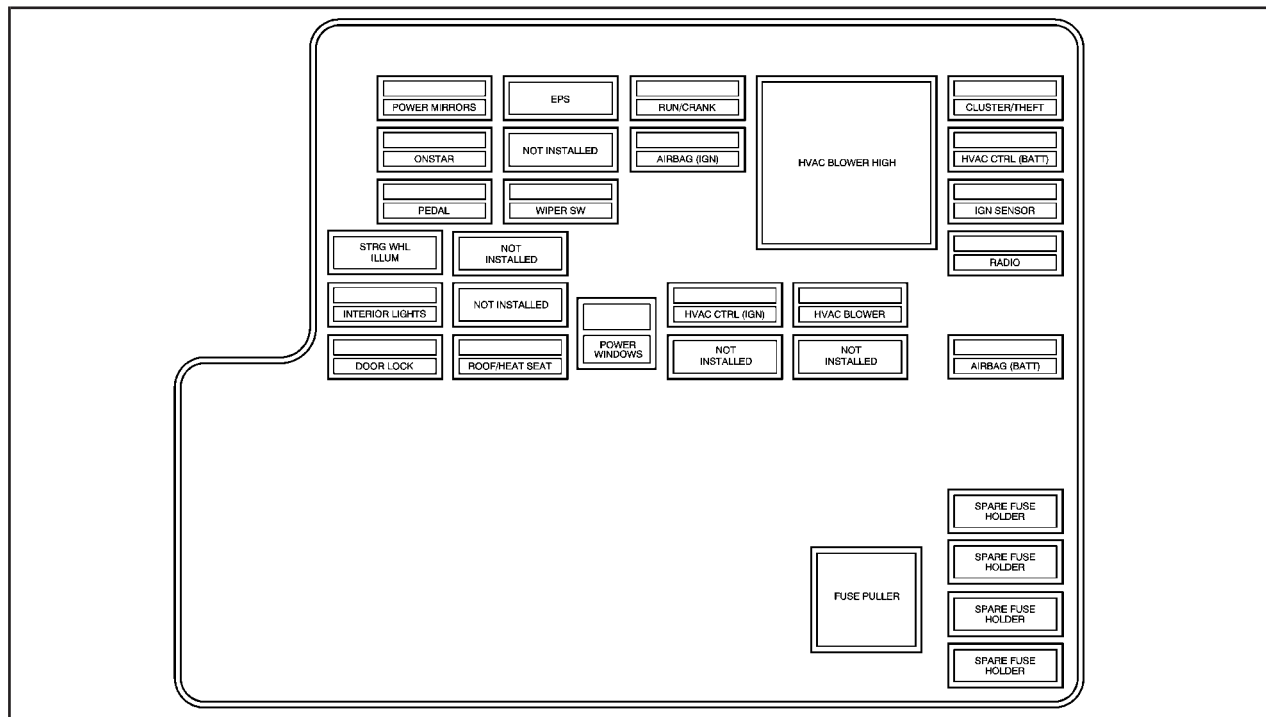 POWER MIRRORS
EPS
RUN/CRANK
CLUSTER/THEFT
ONSTAR
NOT INSTALLED
AIRBAG (IGN)
HVAC BLOWER HIGH
HVAC CTRL (BATT)
PEDAL
WIPER SW
IGN SENSOR
STRG WHL
ILLUM
NOT
INSTALLED
RADIO
INTERIOR LIGHTS
NOT INSTALLED
POWER
WINDOWS
HVAC CTRL (IGN)
HVAC BLOWER
DOOR LOCK
ROOF/HEAT SEAT
NOT
INSTALLED
NOT
INSTALLED
AIRBAG (BATT)
SPARE FUSE
HOLDER
SPARE FUSE
HOLDER
FUSE PULLER
SPARE FUSE
HOLDER
SPARE FUSE
HOLDER